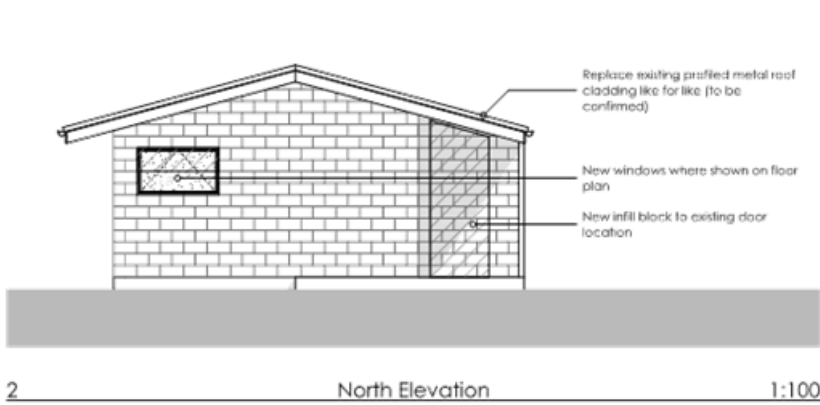 Replace existing profiled metal roof
cladding like for like (to be
confirmed)
New windows where shown on floor
plan
New infill block to existing door
location
2 North Elevation 1:100